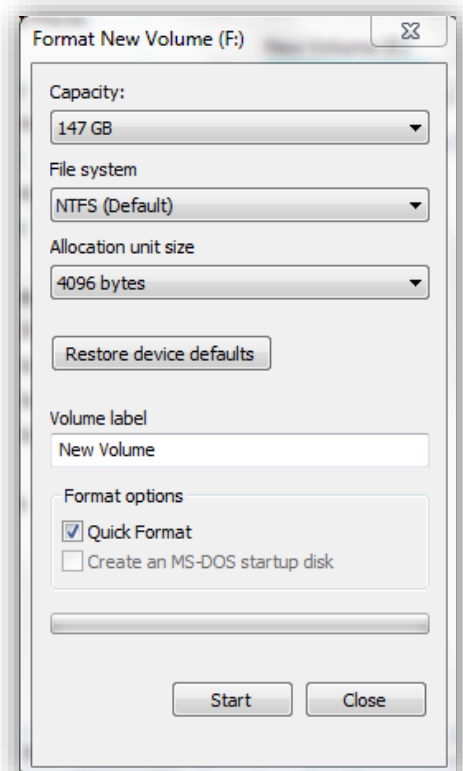 Format New Volume (F:)
Capacity:
147 GB
File system
NTFS (Default)
Allocation unit size
4096 bytes
Restore device defaults
Volume label
New Volume
Format options
Quick Format
Create an MS-DOS startup disk
Start Close